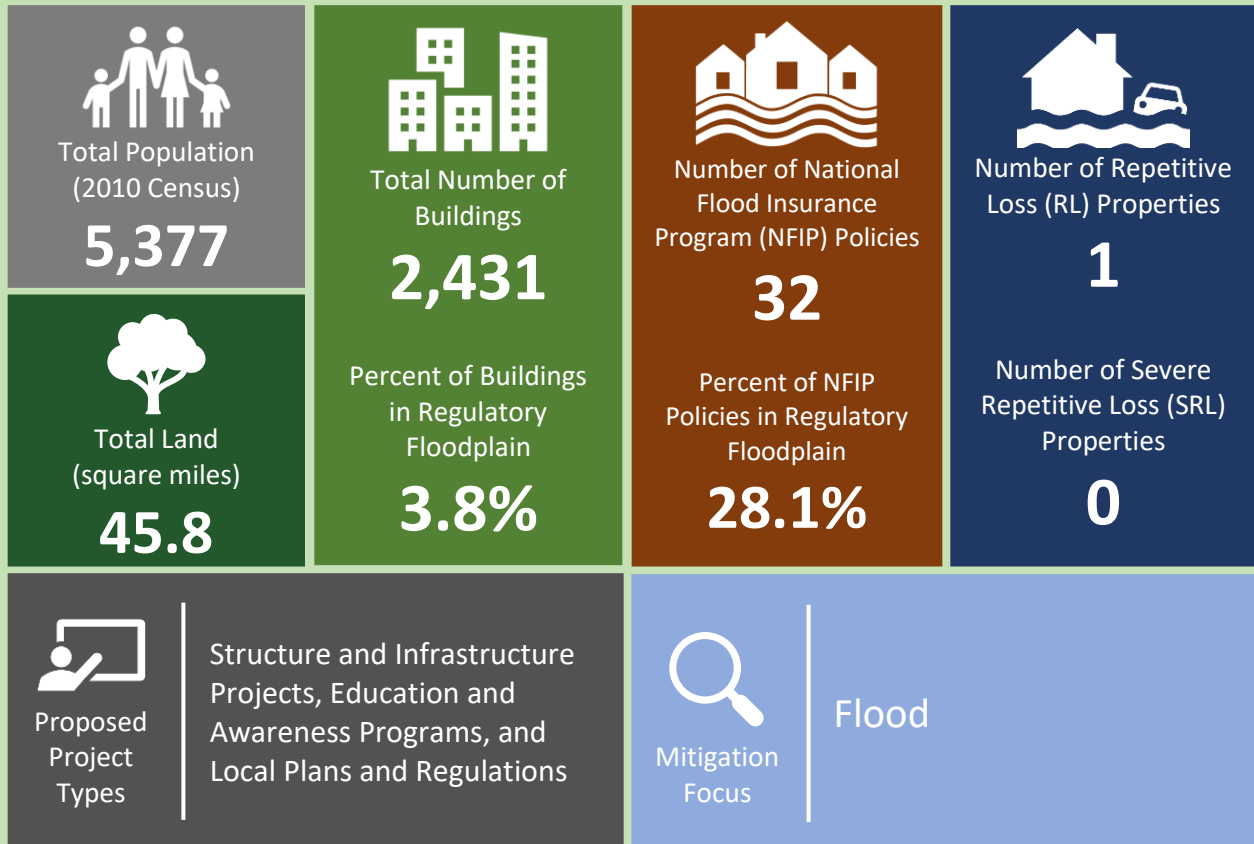 Total Population
(2010 Census)
5,377
Total Land
(square miles)
45.8
Total Number of
Buildings
2,431
Percent of Buildings
in Regulatory
Floodplain
3.8%
Number of National
Flood Insurance
Program (NFIP) Policies
32
Percent of NFIP
Policies in Regulatory
Floodplain
28.1%
Number of Repetitive
Loss (RL) Properties
1
Number of Severe
Repetitive Loss (SRL)
Properties
0
Proposed
Project
Types
Structure and Infrastructure
Projects, Education and
Awareness Programs, and
Local Plans and Regulations
Mitigation
Focus
Flood